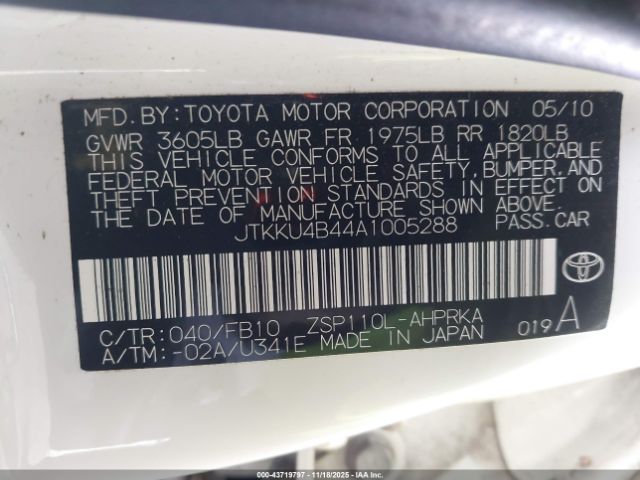 MFD. BY: TOYOTA MOTOR CORPORATION 05/10
GVWR 3605LB GAWR FR 1975LB RR 1820LB
THIS VEHICLE CONFORMS TO ALL APPLICABLE
FEDERAL MOTOR VEHICLE SAFETY, BUMPER, AND
THEFT PREVENTION STANDARDS IN EFFECT ON
THE DATE OF MANUFACTURE SHOWN ABOVE.
JTKKU4B44A1005288 PASS. CAR
C/TR: 040/FB10 ZSP110L-AHPRKA
A/TM: -02A/U341E MADE IN JAPAN 019 A
000-43719797 - 11/18/2025 - IAAI.COM